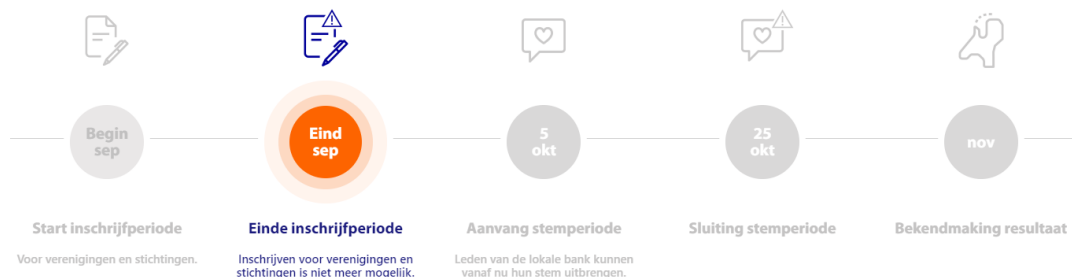 Begin
sep
Eind
sep
5
okt
25
okt
nov
Start inschrijfperiode
Einde inschrijfperiode
Aanvang stemperiode
Sluiting stemperiode
Bekendmaking resultaat
Voor verenigingen en stichtingen.
Inschrijven voor verenigingen en
stichtingen is niet meer mogelijk.
Leden van de lokale bank kunnen
vanaf nu hun stem uitbrengen.